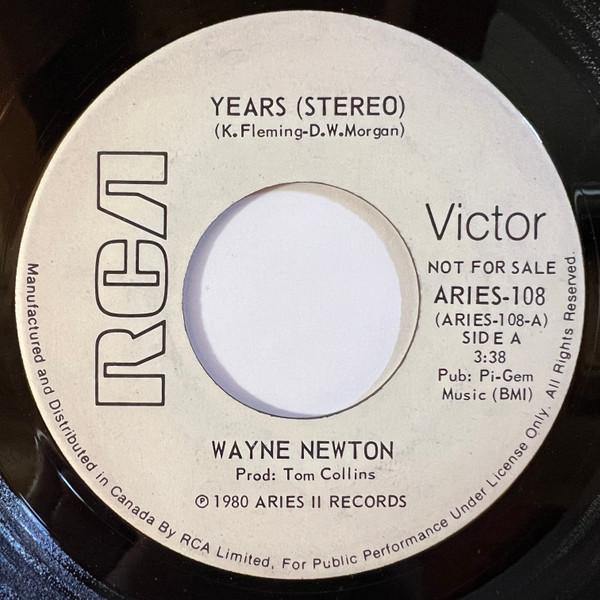 YEARS (STEREO)
(K.Fleming-D.W.Morgan)
RCA
Victor
NOT FOR SALE
ARIES-108
(ARIES-108-A)
SIDE A
3:38
Pub: Pi-Gem
Music (BMI)
WAYNE NEWTON
Prod: Tom Collins
℗ 1980 ARIES II RECORDS
Manufactured and Distributed in Canada By RCA Limited, For Public Performance Under License Only. All Rights Reserved.